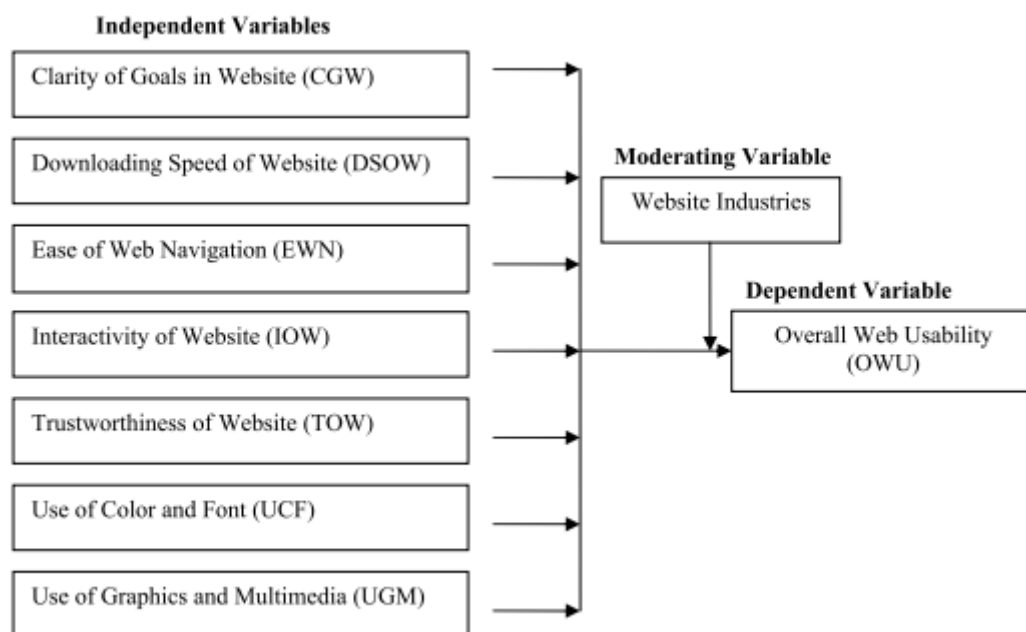 Independent Variables
Clarity of Goals in Website (CGW)
Downloading Speed of Website (DSOW)
Ease of Web Navigation (EWN)
Interactivity of Website (IOW)
Trustworthiness of Website (TOW)
Use of Color and Font (UCF)
Use of Graphics and Multimedia (UGM)
Moderating Variable
Website Industries
Dependent Variable
Overall Web Usability
(OWU)